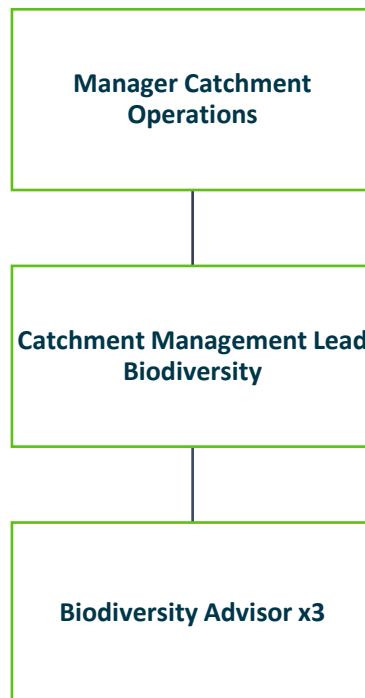 Manager Catchment
Operations
Catchment Management Lead
Biodiversity
Biodiversity Advisor x3